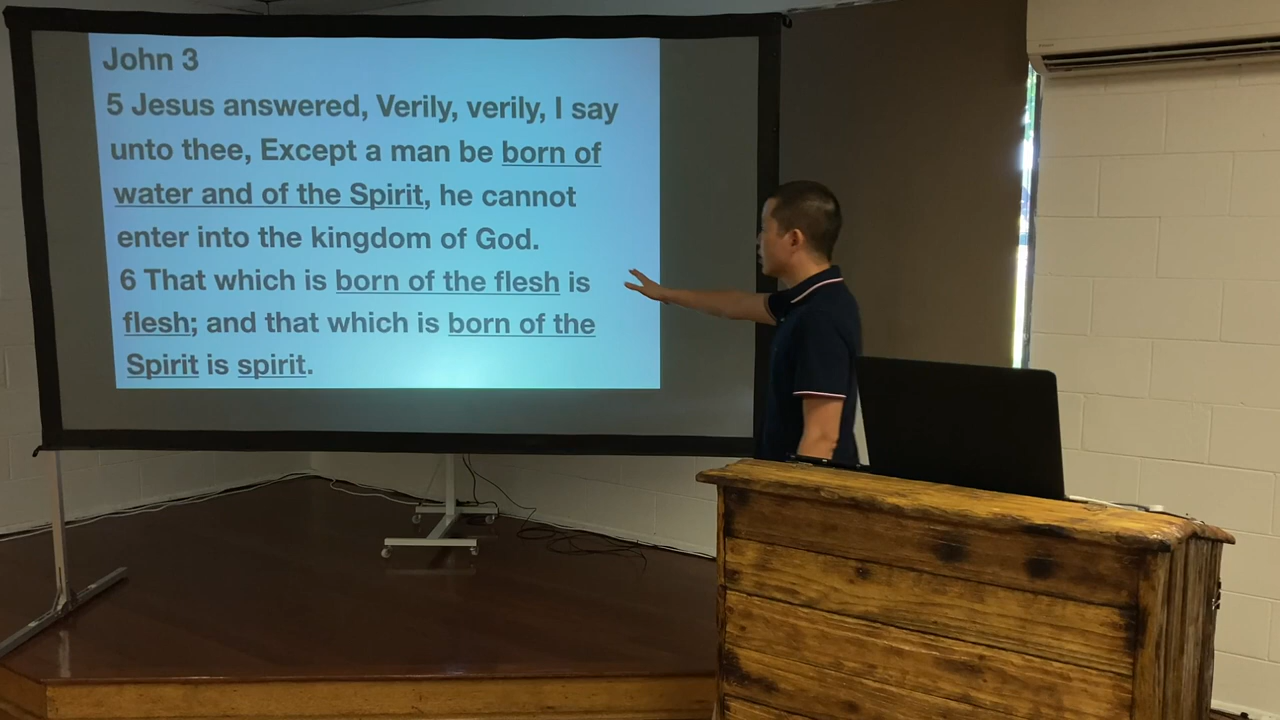 John 3
5 Jesus answered, Verily, verily, I say
unto thee, Except a man be born of
water and of the Spirit, he cannot
enter into the kingdom of God.
6 That which is born of the flesh is
flesh; and that which is born of the
Spirit is spirit.